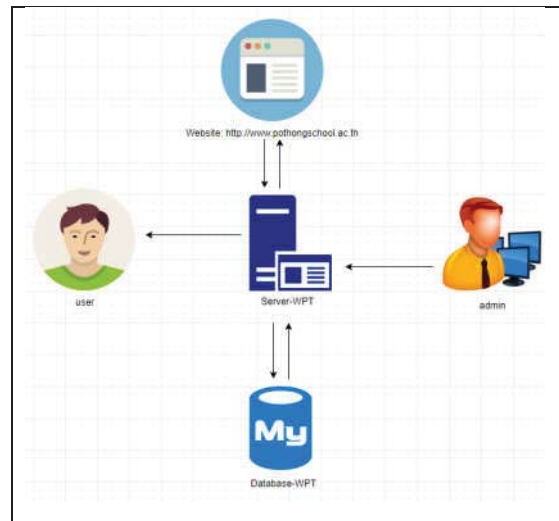 Website: http://www.pothongschool.ac.th
user
Server-WPT
admin
My
Database-WPT